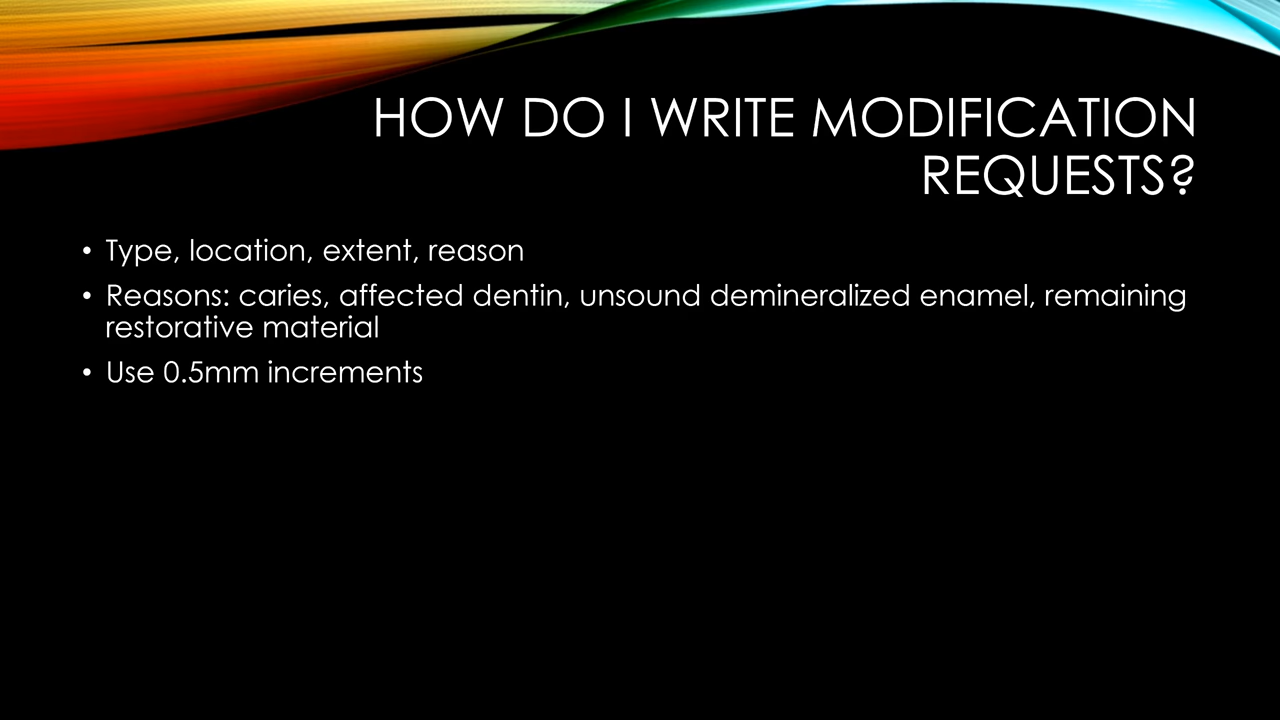 HOW DO I WRITE MODIFICATION
REQUESTS?
• Type, location, extent, reason
• Reasons: caries, affected dentin, unsound demineralized enamel, remaining
restorative material
• Use 0.5mm increments